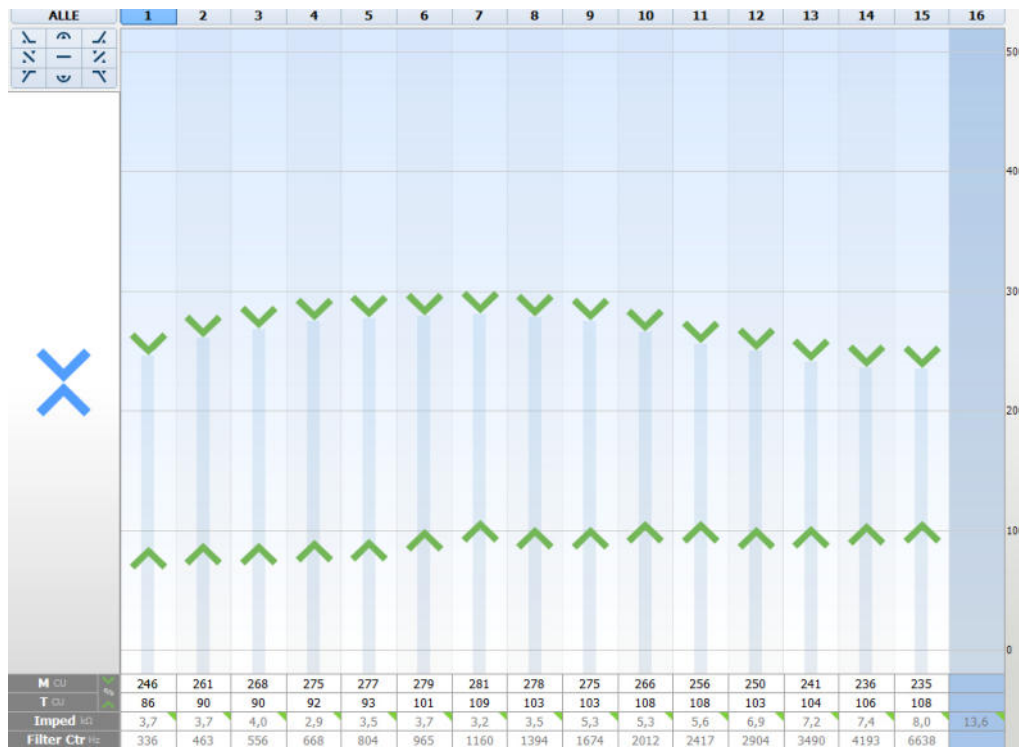 ALLE 1 2 3 4 5 6 7 8 9 10 11 12 13 14 15 16
400
300
200
100
0
M CU % 246 261 268 275 277 279 281 278 275 266 256 250 241 236 235
T CU 86 90 90 92 93 101 109 103 103 108 108 103 104 106 108
Imped kΩ 3,7 3,7 4,0 2,9 3,5 3,7 3,2 3,5 5,3 5,3 5,6 6,9 7,2 7,4 8,0 13,6
Filter Ctr Hz 336 463 556 668 804 965 1160 1394 1674 2012 2417 2904 3490 4193 6638